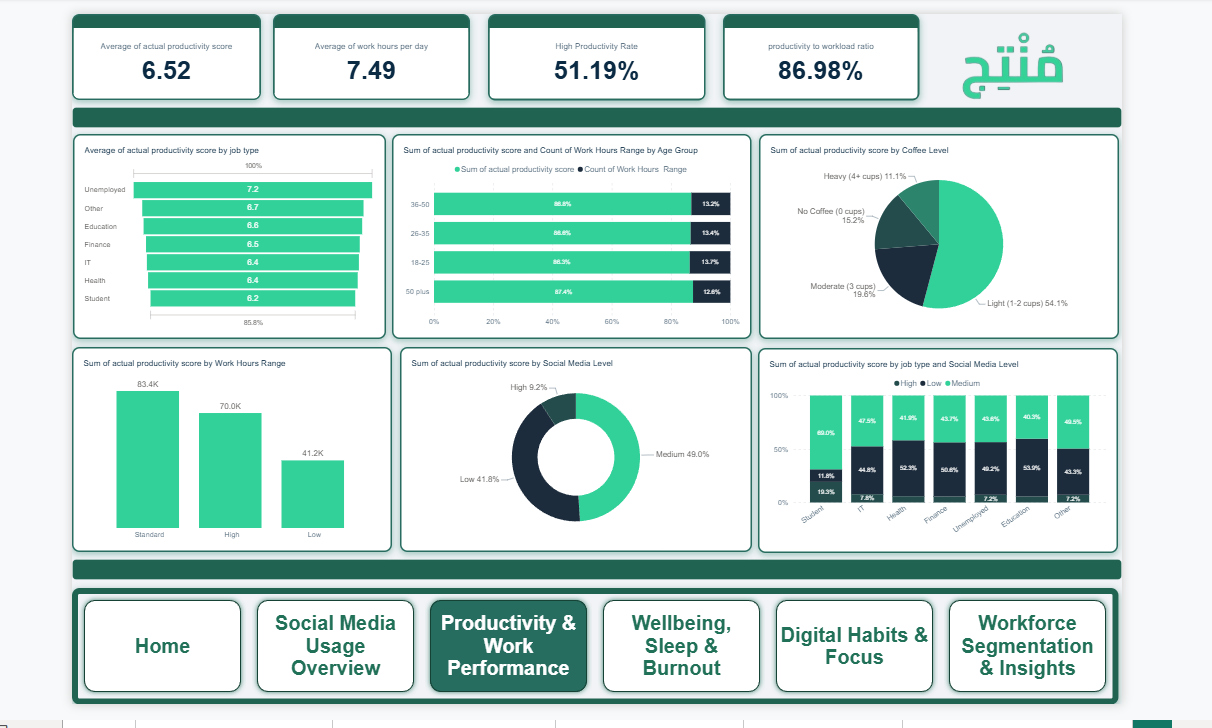 Average of actual productivity score
6.52
Average of work hours per day
7.49
High Productivity Rate
51.19%
productivity to workload ratio
86.98%
مُنْتِج
Average of actual productivity score by job type
100%
Unemployed 7.2
Other 6.7
Education 6.6
Finance 6.5
IT 6.4
Health 6.4
Student 6.2
85.8%
Sum of actual productivity score and Count of Work Hours Range by Age Group
Sum of actual productivity score Count of Work Hours Range
36-50 86.8% 13.2%
26-35 86.6% 13.4%
18-25 86.3% 13.7%
50 plus 87.4% 12.6%
0% 20% 40% 60% 80% 100%
Sum of actual productivity score by Coffee Level
Heavy (4+ cups) 11.1%
No Coffee (0 cups)
15.2%
Moderate (3 cups)
19.6%
Light (1-2 cups) 54.1%
Sum of actual productivity score by Work Hours Range
83.4K
70.0K
41.2K
Standard High Low
Sum of actual productivity score by Social Media Level
High 9.2%
Medium 49.0%
Low 41.8%
Sum of actual productivity score by job type and Social Media Level
High Low Medium
100%
50%
0%
69.0% 47.5% 41.9% 43.7% 43.6% 40.3% 49.5%
11.8% 44.8% 52.3% 50.6% 49.2% 53.9% 43.3%
19.3% 7.8% 7.2% 7.2%
Student IT Health Finance Unemployed Education Other
Home
Social Media
Usage
Overview
Productivity &
Work
Performance
Wellbeing,
Sleep &
Burnout
Digital Habits &
Focus
Workforce
Segmentation
& Insights